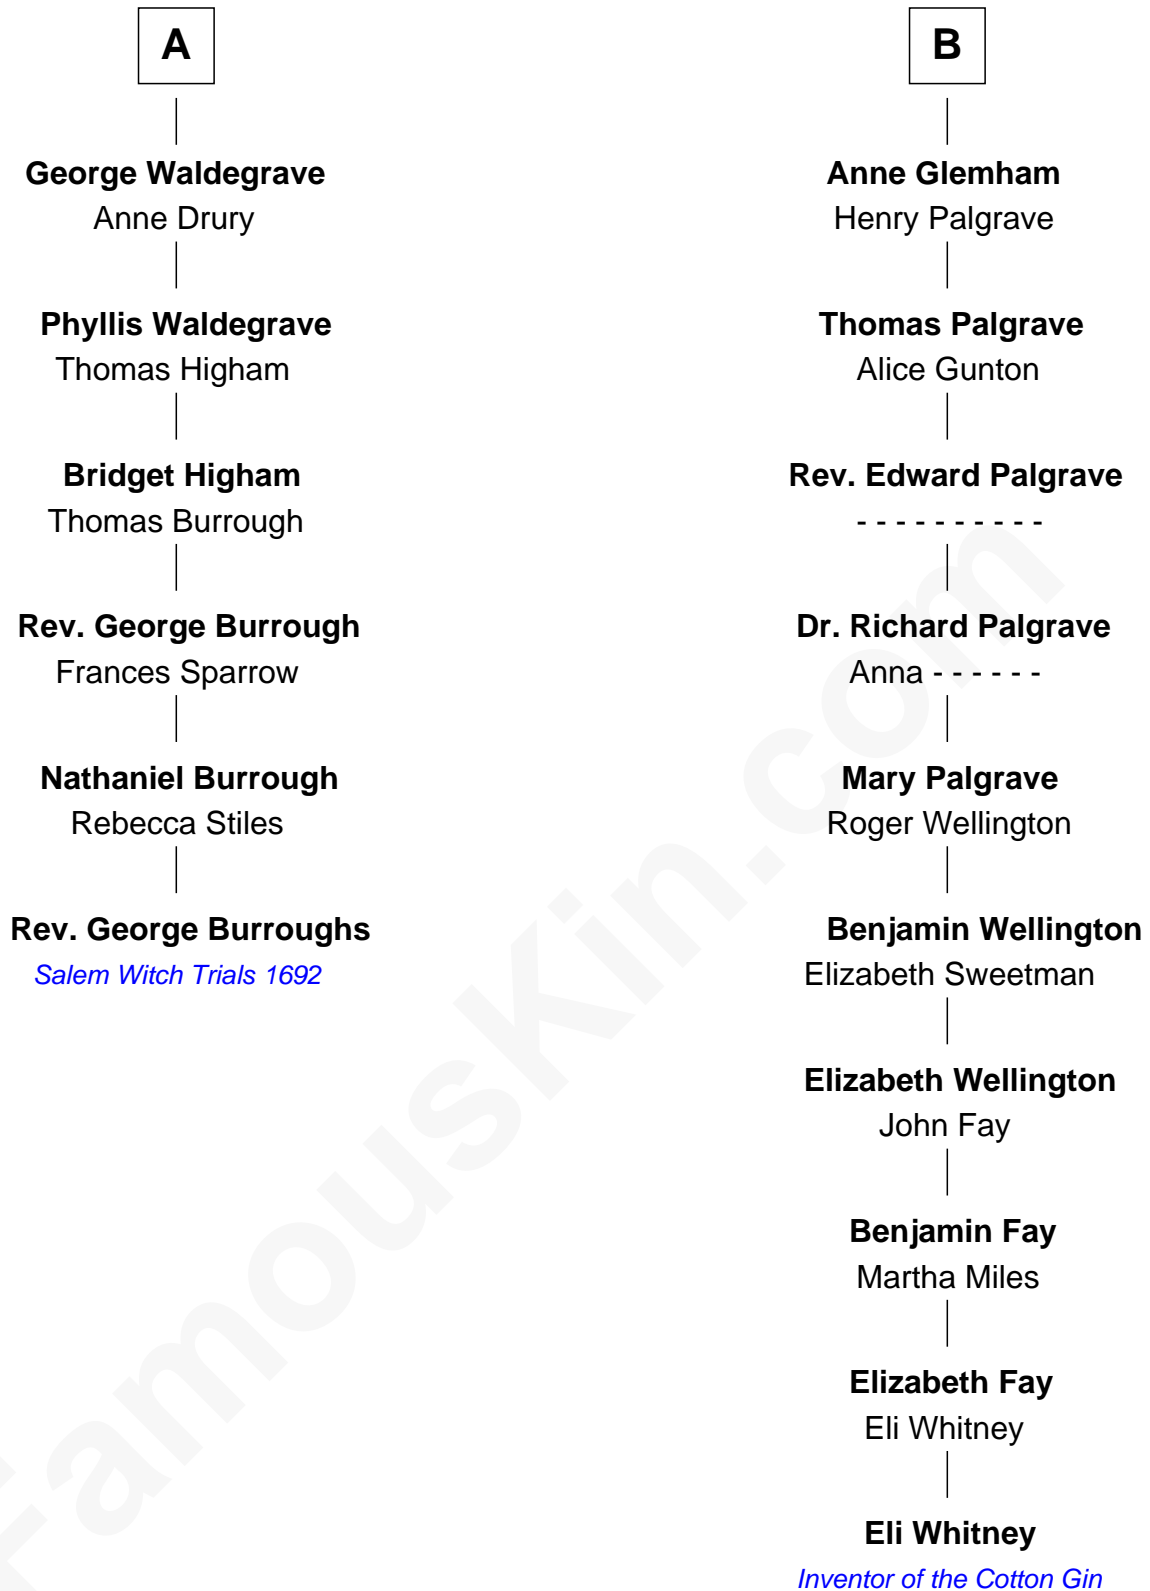 A
George Waldegrave
Anne Drury
Phyllis Waldegrave
Thomas Higham
Bridget Higham
Thomas Burrough
Rev. George Burrough
Frances Sparrow
Nathaniel Burrough
Rebecca Stiles
Rev. George Burroughs
Salem Witch Trials 1692
B
Anne Glemham
Henry Palgrave
Thomas Palgrave
Alice Gunton
Rev. Edward Palgrave
- - - - - - - - - -
Dr. Richard Palgrave
Anna - - - - - -
Mary Palgrave
Roger Wellington
Benjamin Wellington
Elizabeth Sweetman
Elizabeth Wellington
John Fay
Benjamin Fay
Martha Miles
Elizabeth Fay
Eli Whitney
Eli Whitney
Inventor of the Cotton Gin
FamousKin.com